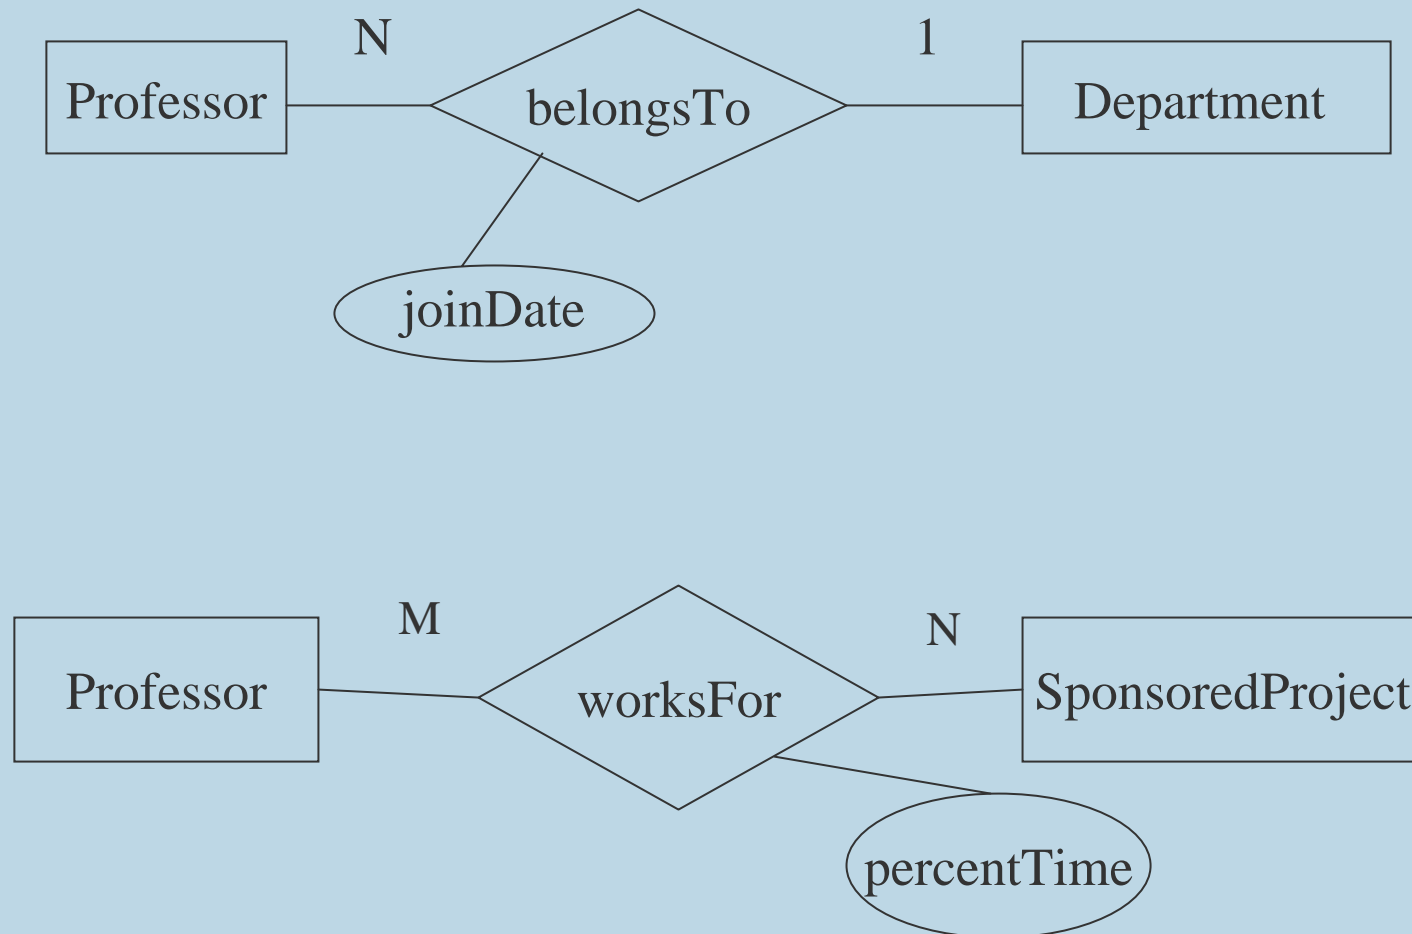 N
1
Professor
belongsTo
Department
joinDate
M
N
Professor
worksFor
SponsoredProject
percentTime